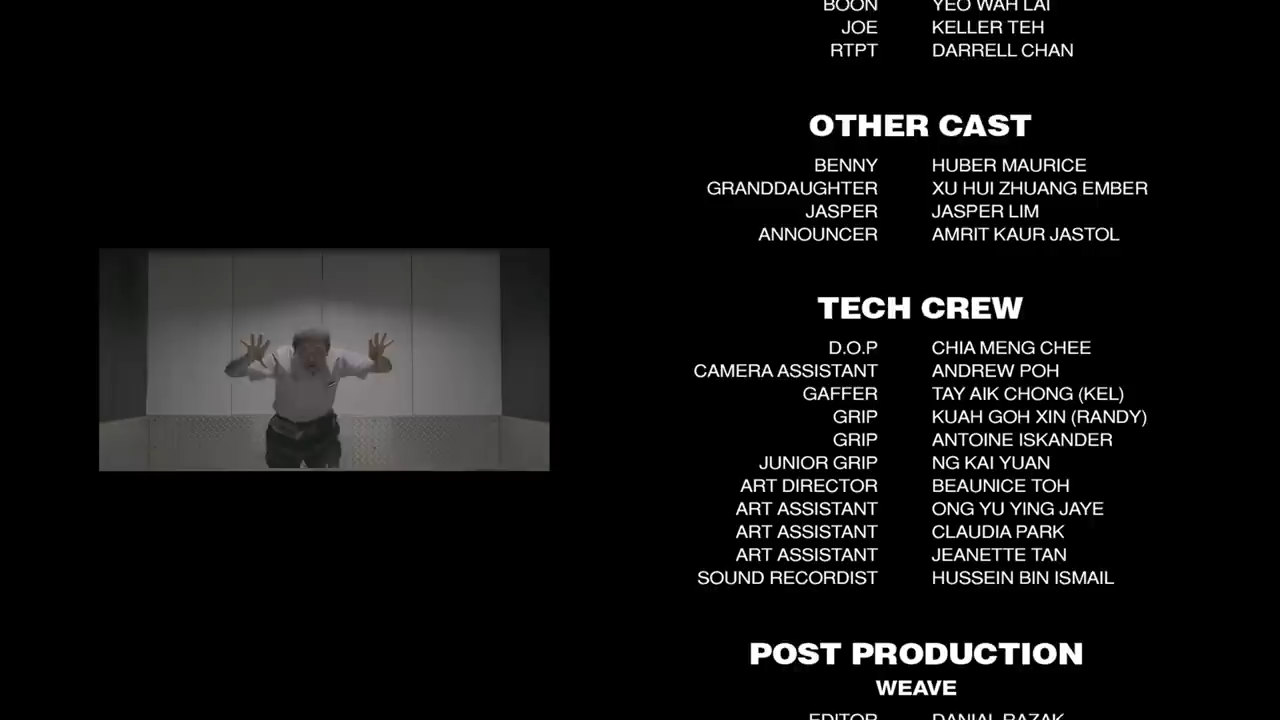 BOON YEO WAH LAI
JOE KELLER TEH
RTPT DARRELL CHAN
OTHER CAST
BENNY HUBER MAURICE
GRANDDAUGHTER XU HUI ZHUANG EMBER
JASPER JASPER LIM
ANNOUNCER AMRIT KAUR JASTOL
TECH CREW
D.O.P CHIA MENG CHEE
CAMERA ASSISTANT ANDREW POH
GAFFER TAY AIK CHONG (KEL)
GRIP KUAH GOH XIN (RANDY)
GRIP ANTOINE ISKANDER
JUNIOR GRIP NG KAI YUAN
ART DIRECTOR BEAUNICE TOH
ART ASSISTANT ONG YU YING JAYE
ART ASSISTANT CLAUDIA PARK
ART ASSISTANT JEANETTE TAN
SOUND RECORDIST HUSSEIN BIN ISMAIL
POST PRODUCTION
WEAVE
EDITOR DANIAL RAZAK